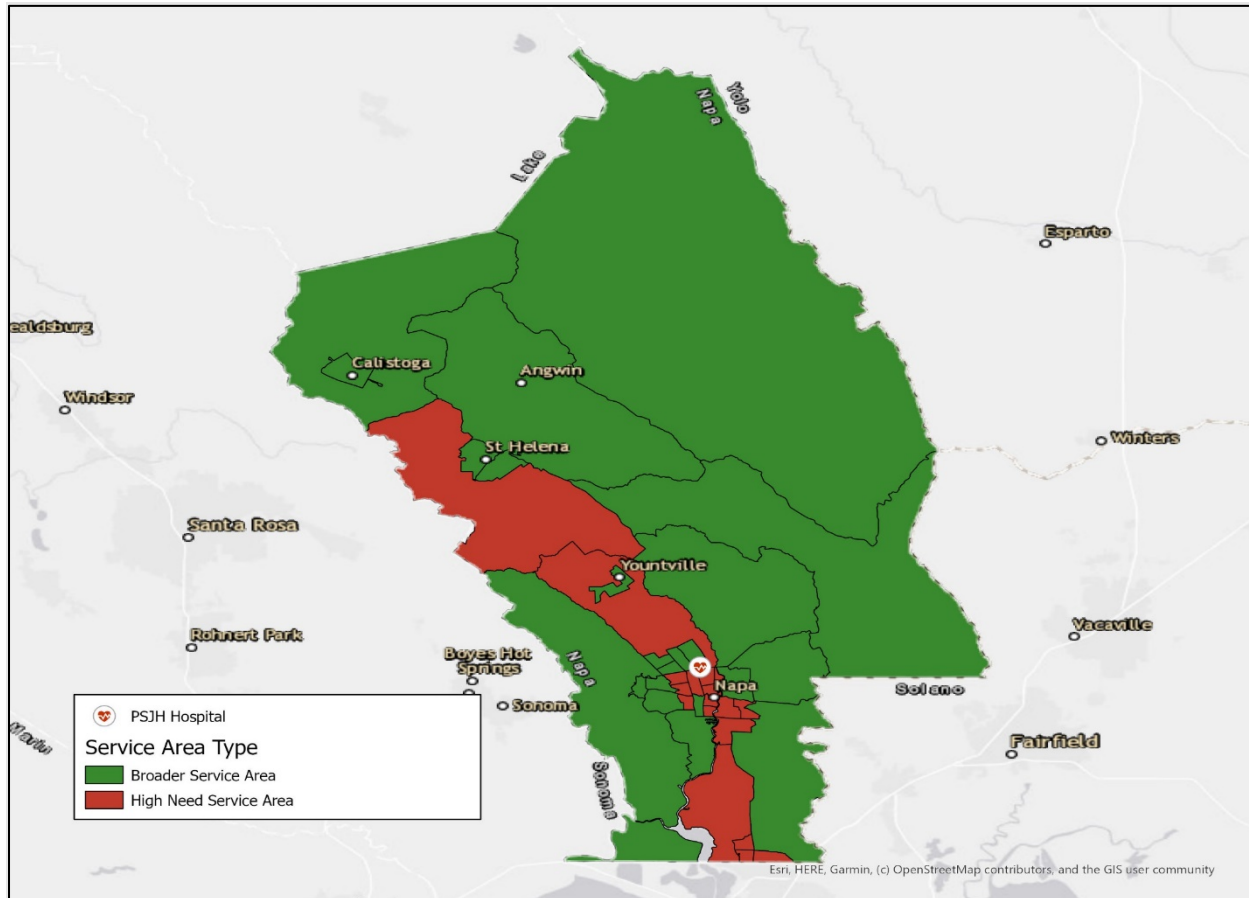 Napa
Yolo
Lake
Esparto
ealdsburg
Calistoga
Angwin
Windsor
Winters
St Helena
Santa Rosa
Yountville
Vacaville
Rohnert Park
Boyes Hot
Springs
Napa
Napa
Solano
Sonoma
Marin
Fairfield
Sonoma
PSJH Hospital
Service Area Type
Broader Service Area
High Need Service Area
Esri, HERE, Garmin, (c) OpenStreetMap contributors, and the GIS user community